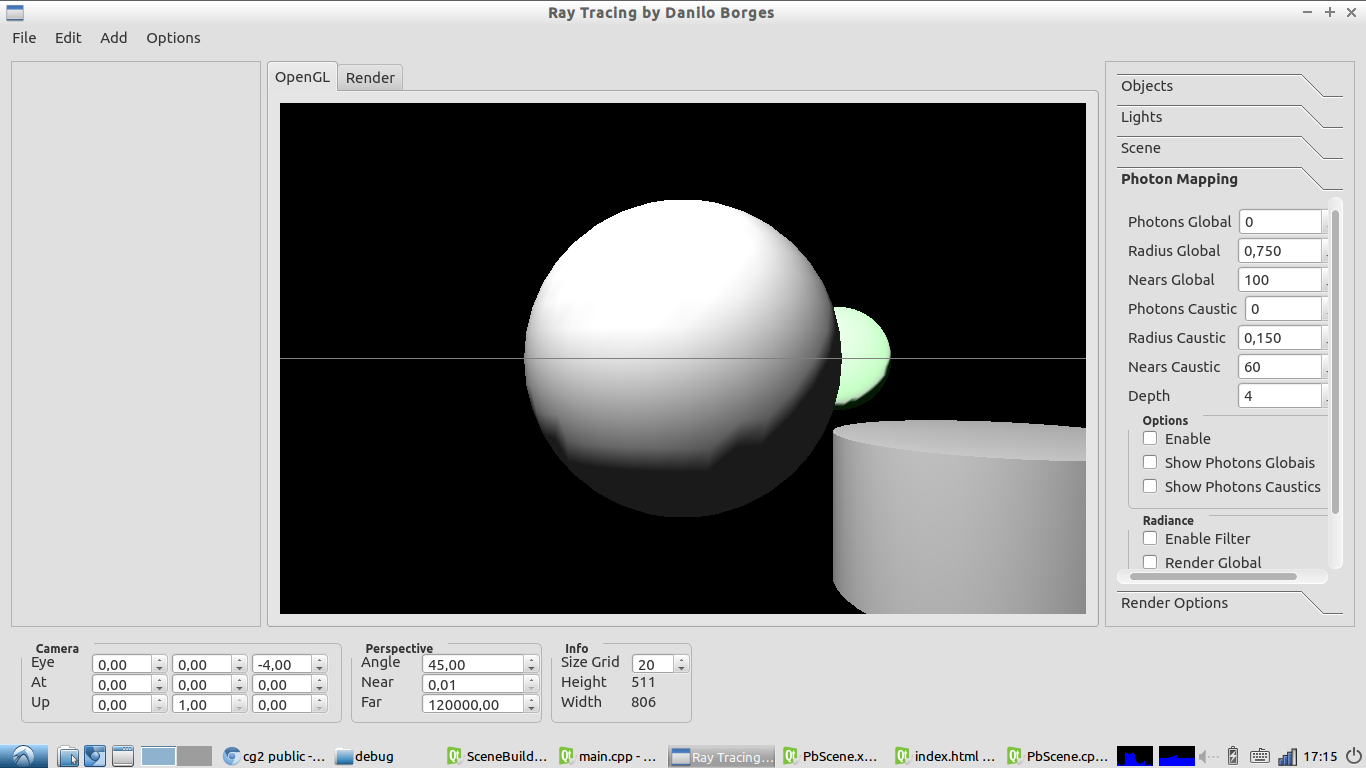 Ray Tracing by Danilo Borges
File Edit Add Options
OpenGL Render
Objects
Lights
Scene
Photon Mapping
Photons Global 0
Radius Global 0,750
Nears Global 100
Photons Caustic 0
Radius Caustic 0,150
Nears Caustic 60
Depth 4
Options
Enable
Show Photons Globais
Show Photons Caustics
Radiance
Enable Filter
Render Global
Render Options
Camera
Eye 0,00 0,00 -4,00
At 0,00 0,00 0,00
Up 0,00 1,00 0,00
Perspective
Angle 45,00
Near 0,01
Far 120000,00
Info
Size Grid 20
Height 511
Width 806
cg2 public -... debug SceneBuild... main.cpp - ... Ray Tracing... PbScene.x... index.html ... PbScene.cp... 17:15